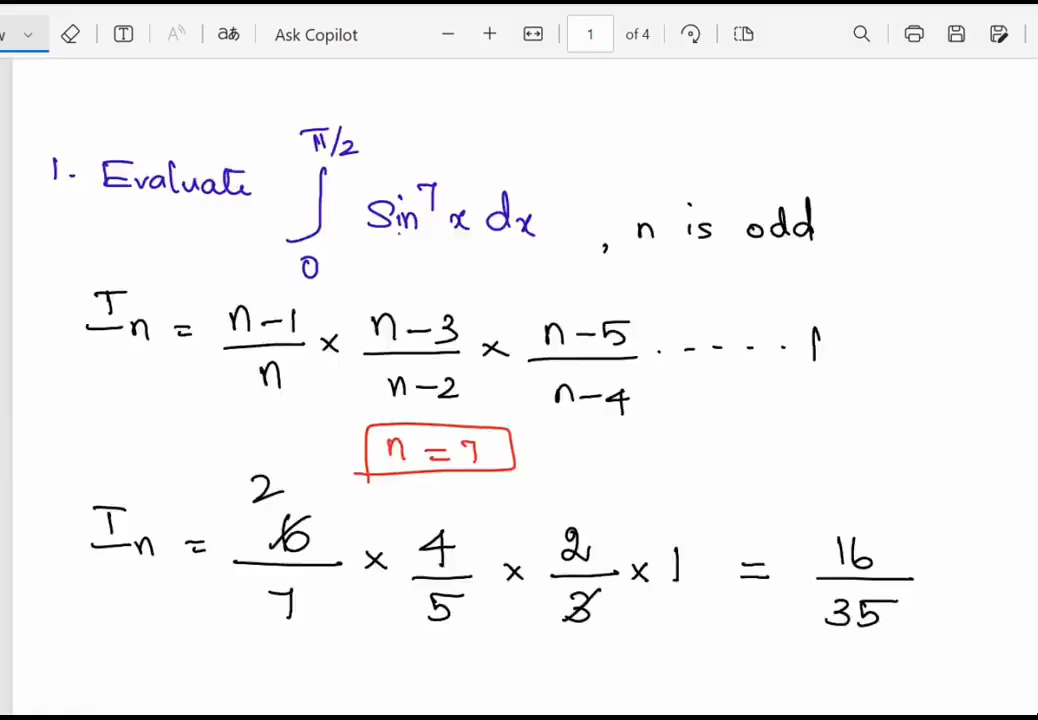 w Ask Copilot 1 of 4
1. Evaluate ∫₀^(π/2) Sin⁷ x dx , n is odd
Iₙ = (n-1)/n × (n-3)/(n-2) × (n-5)/(n-4) ...... 1
n = 7
Iₙ = 6/7 2 × 4/5 × 2/3 × 1 = 16/35